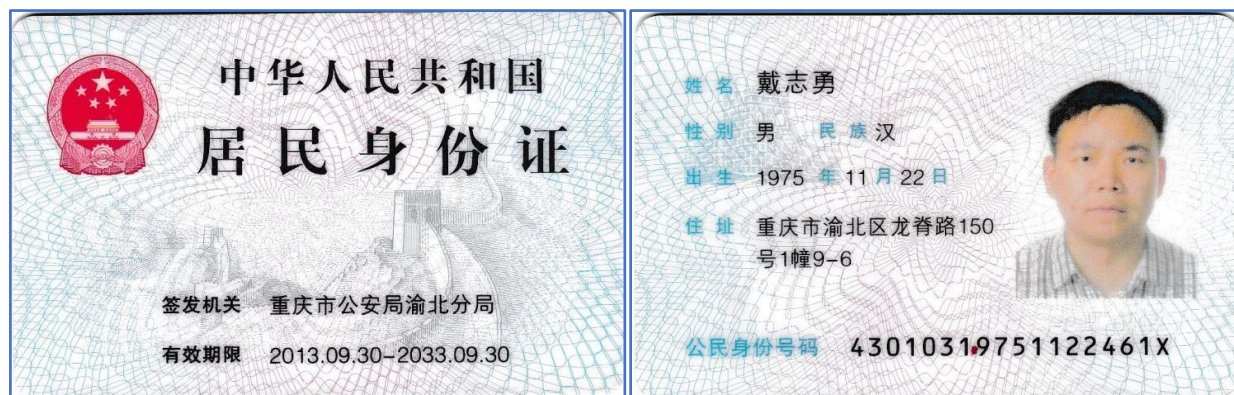 中华人民共和国
居民身份证
签发机关 重庆市公安局渝北分局
有效期限 2013.09.30-2033.09.30
姓名 戴志勇
性别 男 民族 汉
出生 1975 年 11 月 22 日
住址 重庆市渝北区龙脊路150
号1幢9-6
公民身份号码 43010319751122461X